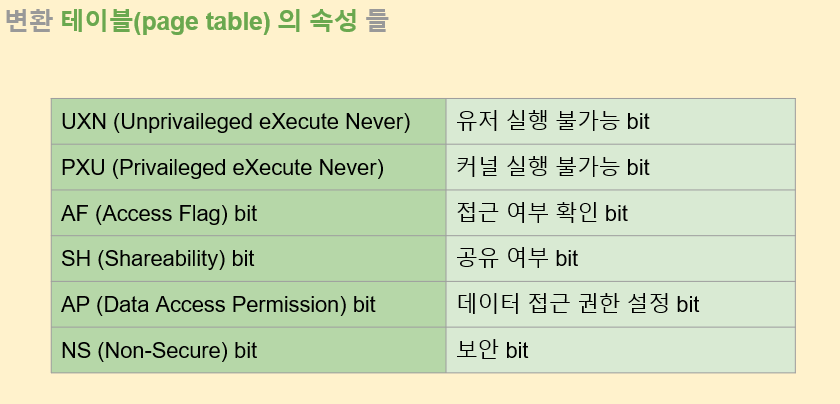 변환 테이블(page table) 의 속성 들
UXN (Unprivaileged eXecute Never)
유저 실행 불가능 bit
PXU (Privaileged eXecute Never)
커널 실행 불가능 bit
AF (Access Flag) bit
접근 여부 확인 bit
SH (Shareability) bit
공유 여부 bit
AP (Data Access Permission) bit
데이터 접근 권한 설정 bit
NS (Non-Secure) bit
보안 bit